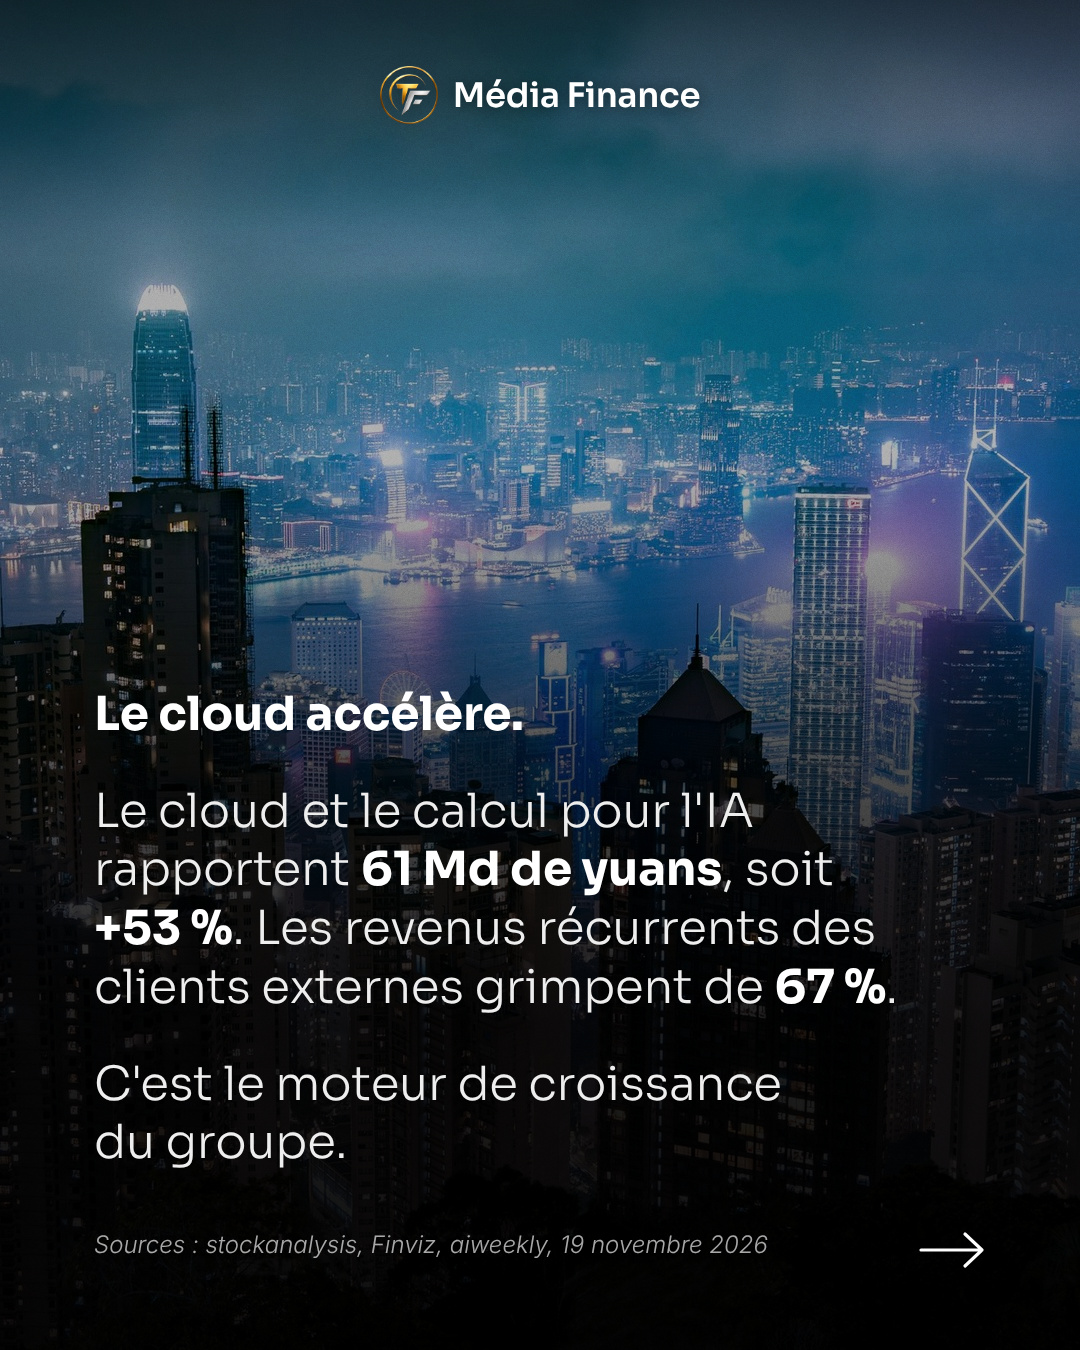 Média Finance
Le cloud accélère.
Le cloud et le calcul pour l'IA
rapportent 61 Md de yuans, soit
+53 %. Les revenus récurrents des
clients externes grimpent de 67 %.
C'est le moteur de croissance
du groupe.
Sources : stockanalysis, Finviz, aiweekly, 19 novembre 2026